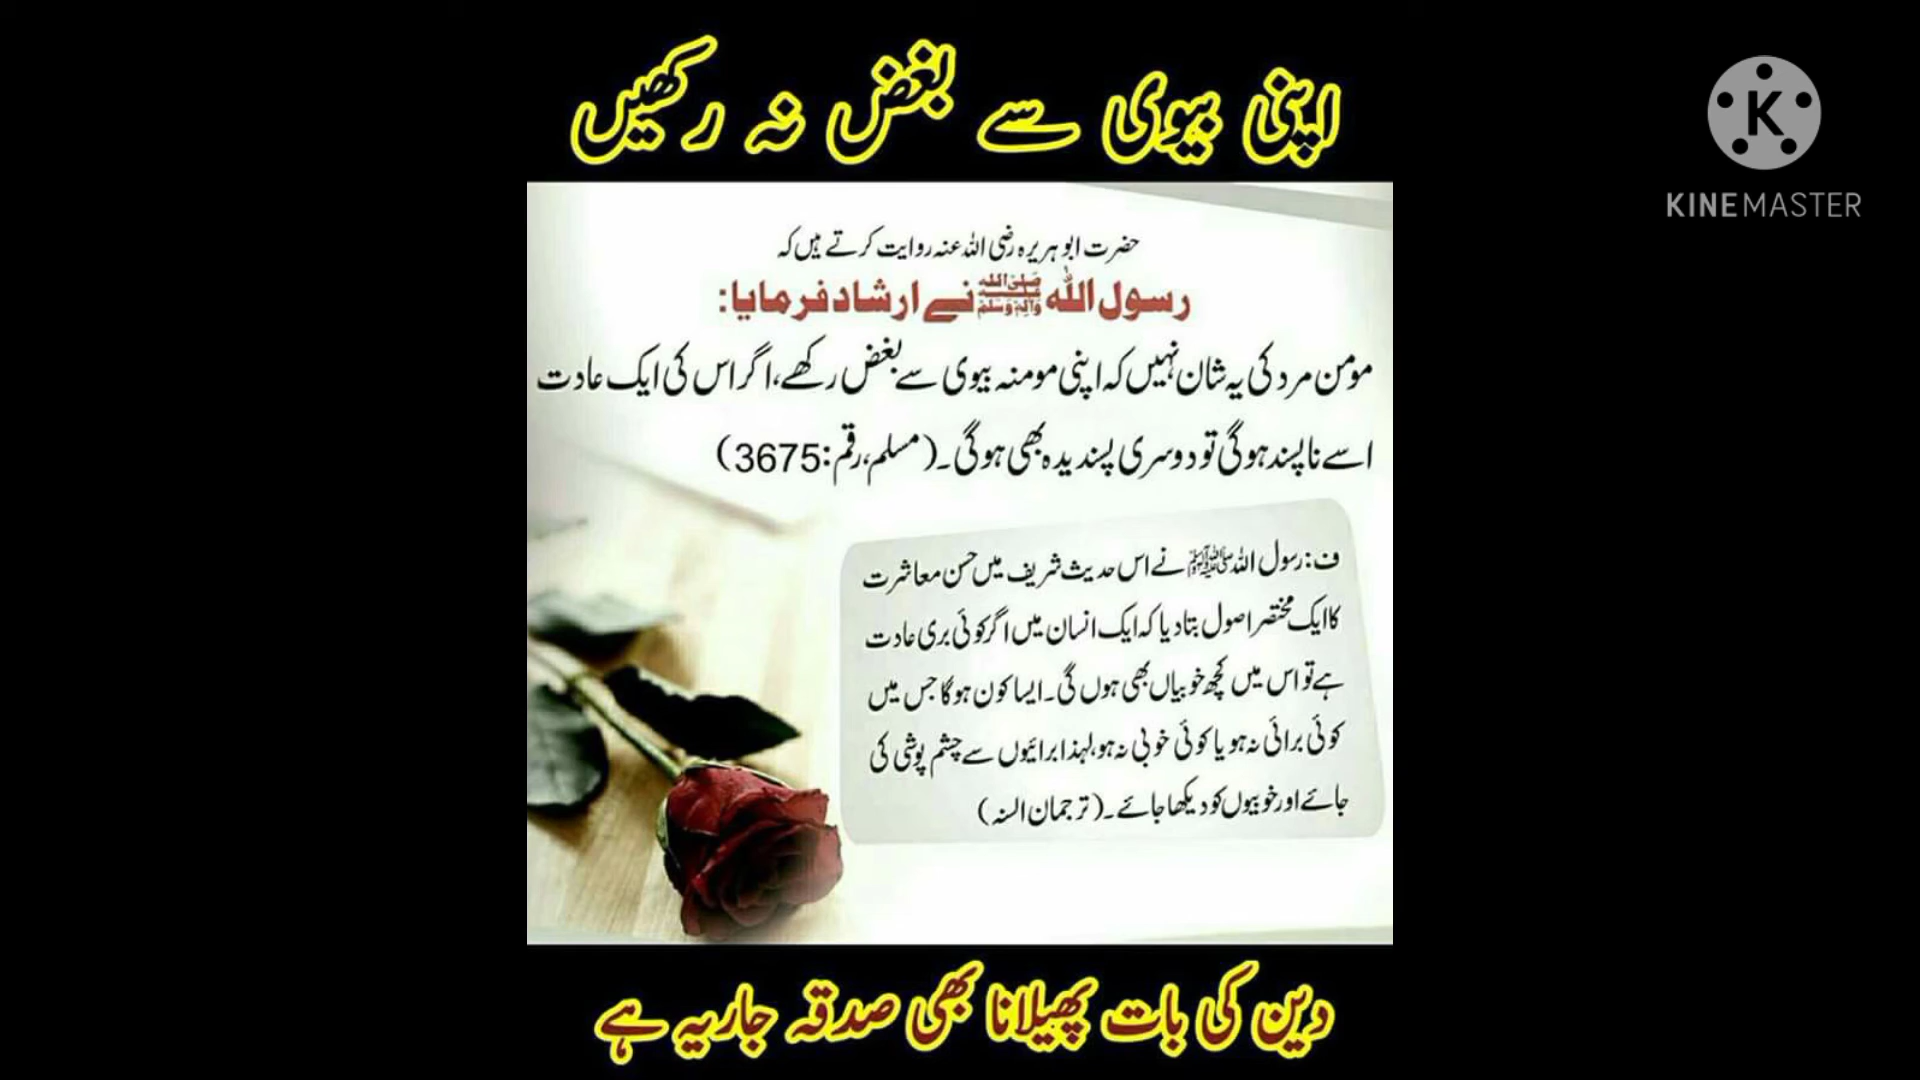 اپنی بیوی سے بغض نہ رکھیں
KINEMASTER
حضرت ابو ہریرہ رضی اللہ عنہ روایت کرتے ہیں کہ
رسول اللہ ﷺ نے ارشاد فرمایا:
مومن مرد کی یہ شان نہیں کہ اپنی مومنہ بیوی سے بغض رکھے، اگر اس کی ایک عادت
اسے ناپسند ہوگی تو دوسری پسندیدہ بھی ہوگی۔ (مسلم، رقم: 3675)
ف: رسول اللہ ﷺ نے اس حدیث شریف میں حسن معاشرت
کا ایک مختصر اصول بتا دیا کہ ایک انسان میں اگر کوئی بری عادت
ہے تو اس میں کچھ خوبیاں بھی ہوں گی۔ ایسا کون ہوگا جس میں
کوئی برائی نہ ہو یا کوئی خوبی نہ ہو، لہذا برائیوں سے چشم پوشی کی
جائے اور خوبیوں کو دیکھا جائے۔ (ترجمان السنہ)
دین کی بات پھیلانا بھی صدقہ جاریہ ہے